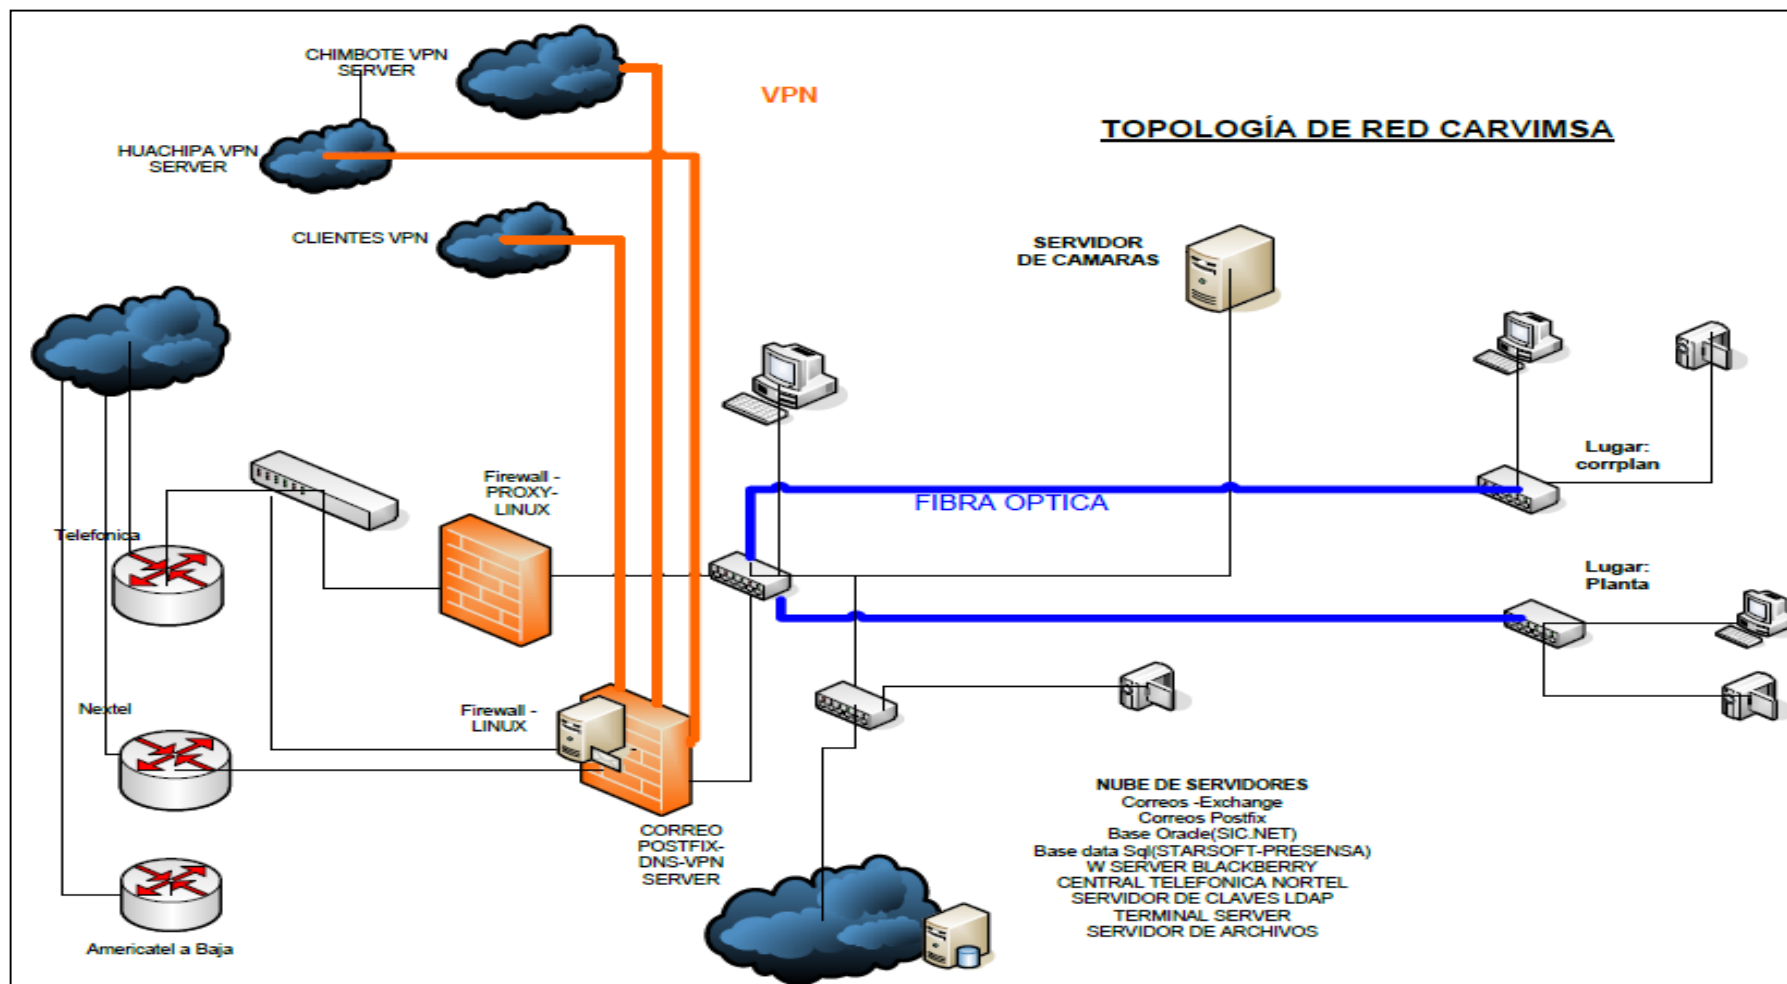 CHIMBOTE VPN
SERVER
VPN
TOPOLOGÍA DE RED CARVIMSA
HUACHIPA VPN
SERVER
CLIENTES VPN
SERVIDOR
DE CAMARAS
Lugar:
corrplan
Firewall -
PROXY-
LINUX
FIBRA OPTICA
Telefonica
Lugar:
Planta
Nextel
Firewall -
LINUX
CORREO
POSTFIX-
DNS-VPN
SERVER
NUBE DE SERVIDORES
Correos -Exchange
Correos Postfix
Base Oracle(SIC.NET)
Base data Sql(STARSOFT-PRESENSA)
W SERVER BLACKBERRY
CENTRAL TELEFONICA NORTEL
SERVIDOR DE CLAVES LDAP
TERMINAL SERVER
SERVIDOR DE ARCHIVOS
Americatel a Baja